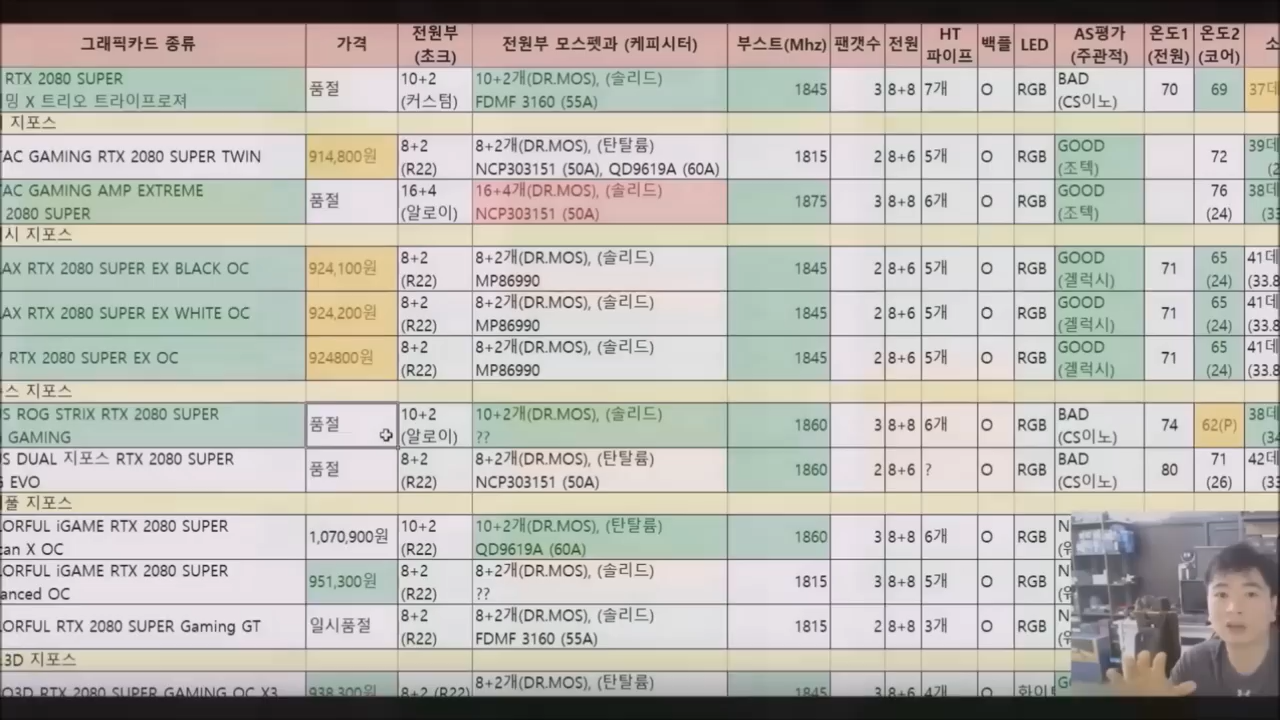 그래픽카드 종류 가격 전원부 (초크) 전원부 모스펫과 (케피시터) 부스트(Mhz) 팬갯수 전원 HT 파이프 백플 LED AS평가 (주관적) 온도1 (전원) 온도2 (코어) 소
RTX 2080 SUPER
밍 X 트리오 트라이프로져 품절 10+2 (커스텀) 10+2개(DR.MOS), (솔리드) FDMF 3160 (55A) 1845 3 8+8 7개 O RGB BAD (CS이노) 70 69 37데
지포스
AC GAMING RTX 2080 SUPER TWIN 914,800원 8+2 (R22) 8+2개(DR.MOS), (탄탈륨) NCP303151 (50A), QD9619A (60A) 1815 2 8+6 5개 O RGB GOOD (조텍) 72 39데
AC GAMING AMP EXTREME
2080 SUPER 품절 16+4 (알로이) 16+4개(DR.MOS), (솔리드) NCP303151 (50A) 1875 3 8+8 6개 O RGB GOOD (조텍) 76 (24) 38데
시 지포스
AX RTX 2080 SUPER EX BLACK OC 924,100원 8+2 (R22) 8+2개(DR.MOS), (솔리드) MP86990 1845 2 8+6 5개 O RGB GOOD (겔럭시) 71 65 (24) 41데 (33.8
AX RTX 2080 SUPER EX WHITE OC 924,200원 8+2 (R22) 8+2개(DR.MOS), (솔리드) MP86990 1845 2 8+6 5개 O RGB GOOD (겔럭시) 71 65 (24) 41데 (33.8
RTX 2080 SUPER EX OC 924800원 8+2 (R22) 8+2개(DR.MOS), (솔리드) MP86990 1845 2 8+6 5개 O RGB GOOD (겔럭시) 71 65 (24) 41데 (33.8
스 지포스
S ROG STRIX RTX 2080 SUPER
GAMING 품절 10+2 (알로이) 10+2개(DR.MOS), (솔리드) ?? 1860 3 8+8 6개 O RGB BAD (CS이노) 74 62(P) 38데
S DUAL 지포스 RTX 2080 SUPER
EVO 품절 8+2 (R22) 8+2개(DR.MOS), (탄탈륨) NCP303151 (50A) 1860 2 8+6 ? O RGB BAD (CS이노) 80 71 (26) 42데
풀 지포스
ORFUL iGAME RTX 2080 SUPER
can X OC 1,070,900원 10+2 (R22) 10+2개(DR.MOS), (탄탈륨) QD9619A (60A) 1860 3 8+8 6개 O RGB
ORFUL iGAME RTX 2080 SUPER
anced OC 951,300원 8+2 (R22) 8+2개(DR.MOS), (솔리드) ?? 1815 3 8+8 5개 O RGB
ORFUL RTX 2080 SUPER Gaming GT 일시품절 8+2 (R22) 8+2개(DR.MOS), (솔리드) FDMF 3160 (55A) 1815 2 8+8 3개 O RGB
3D 지포스
O3D RTX 2080 SUPER GAMING OC X3 938,300원 8+2 (R22) 8+2개(DR.MOS), (탄탈륨) 1845 3 8+6 4개 O